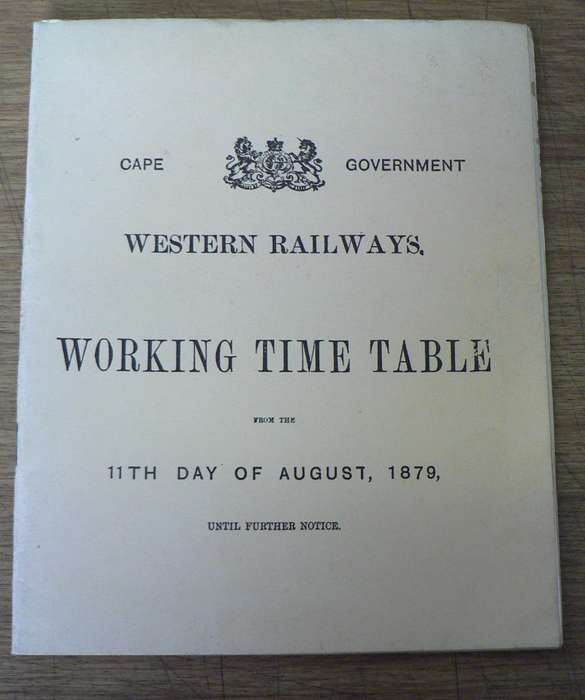 CAPE GOVERNMENT
WESTERN RAILWAYS.
WORKING TIME TABLE
FROM THE
11TH DAY OF AUGUST, 1879,
UNTIL FURTHER NOTICE.